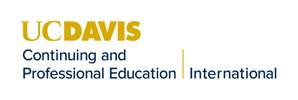 UCDAVIS
Continuing and
Professional Education | International